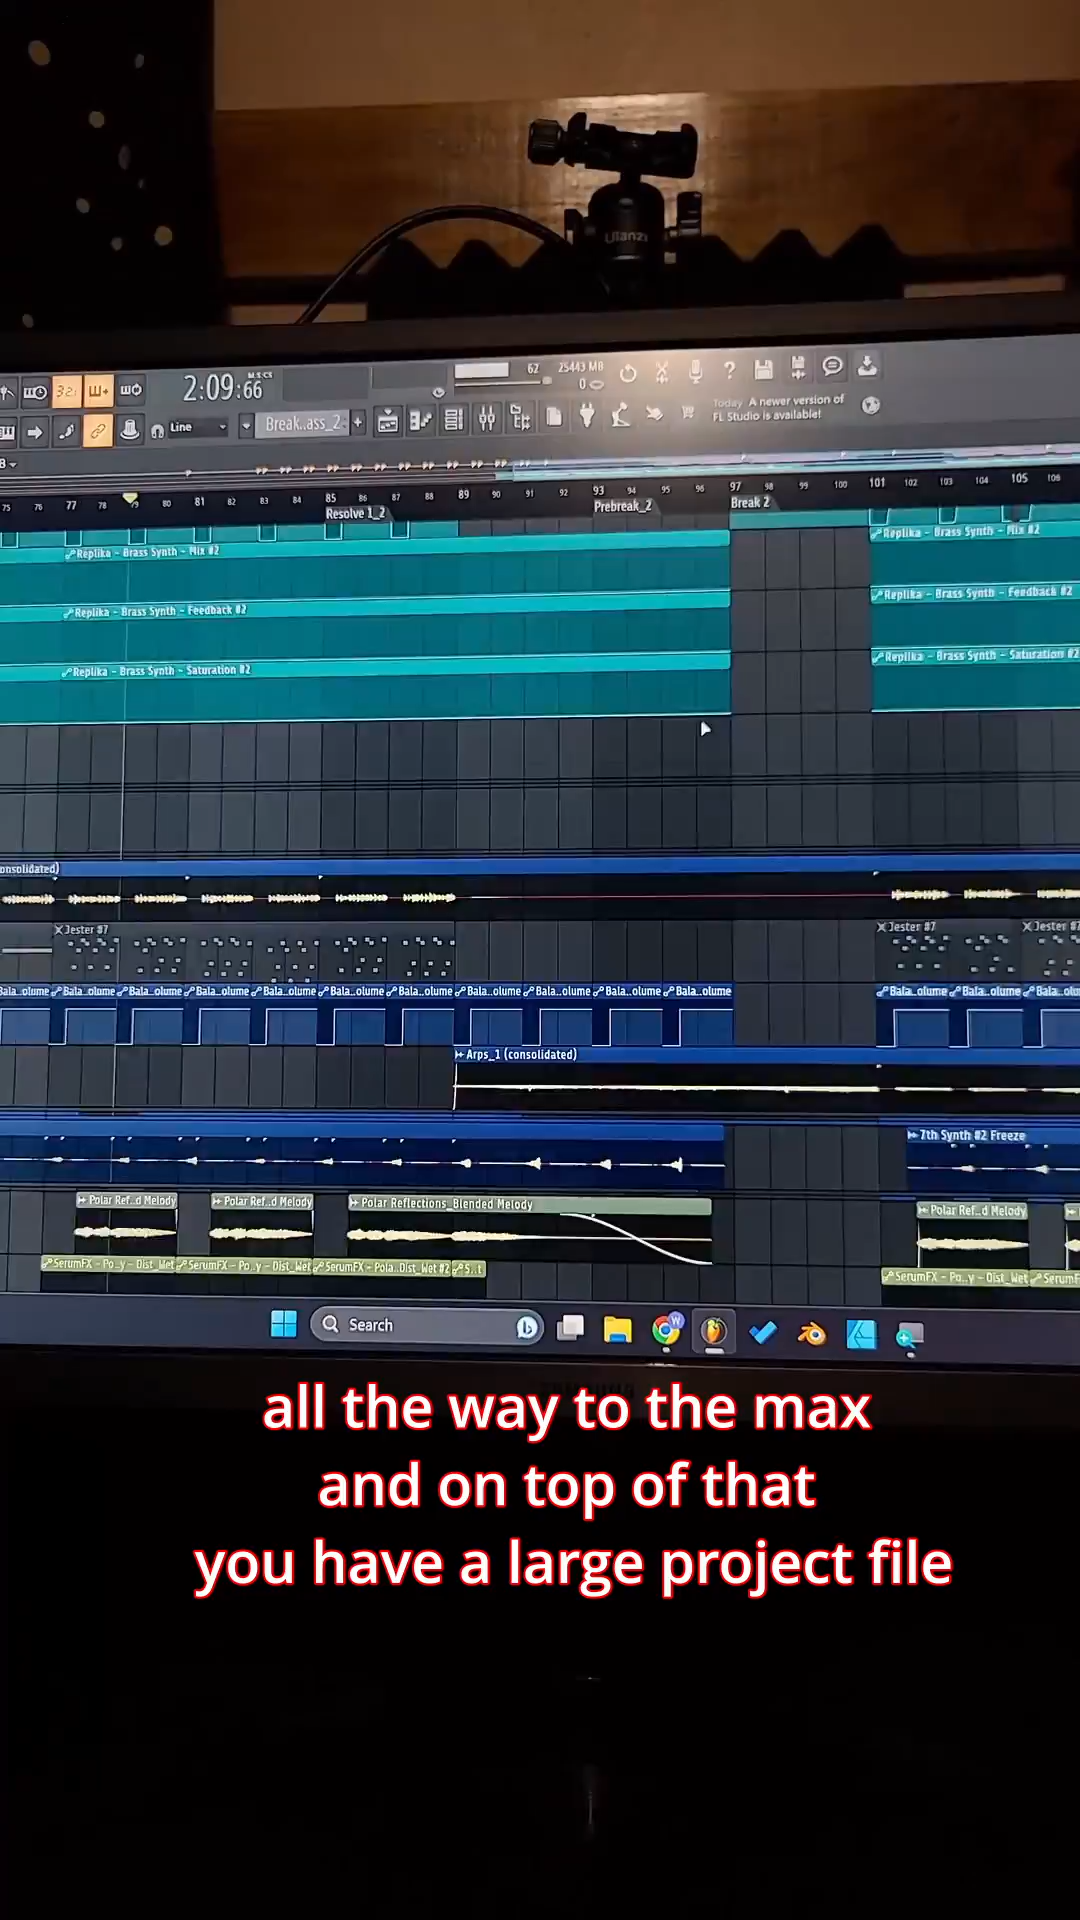 Ulanzi
2:09:66
M:S:CS
62
25443 MB
0
Today A newer version of
FL Studio is available!
Line
Break..ass_2
75 76 77 78 79 80 81 82 83 84 85 86 87 88 89 90 91 92 93 94 95 96 97 98 99 100 101 102 103 104 105 106
Resolve 1_2
Prebreak_2
Break 2
Replika - Brass Synth - Mix #2
Replika - Brass Synth - Mix #2
Replika - Brass Synth - Feedback #2
Replika - Brass Synth - Feedback #2
Replika - Brass Synth - Saturation #2
Replika - Brass Synth - Saturation #2
onsolidated)
Jester #7
Jester #7
Jester #7
Bala..olume Bala..olume Bala..olume Bala..olume Bala..olume Bala..olume Bala..olume Bala..olume Bala..olume Bala..olume Bala..olume
Bala..olume Bala..olume Bala..olu
Arps_1 (consolidated)
7th Synth #2 Freeze
Polar Ref..d Melody
Polar Ref..d Melody
Polar Reflections_Blended Melody
Polar Ref..d Melody
SerumFX - Po..y - Dist_Wet
SerumFX - Po..y - Dist_Wet
SerumFX - Pola..Dist_Wet #2
S..t
SerumFX - Po..y - Dist_Wet
SerumF
Search
W
all the way to the max
and on top of that
you have a large project file